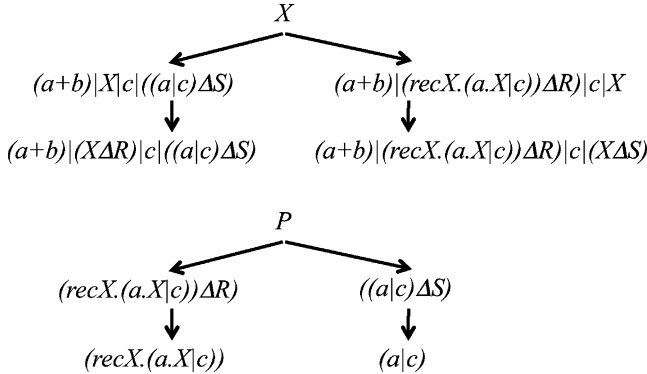 X
(a+b)|X|c|((a|c)ΔS) (a+b)|(recX.(a.X|c))ΔR)|c|X
(a+b)|(XΔR)|c|((a|c)ΔS) (a+b)|(recX.(a.X|c))ΔR)|c|(XΔS)
P
(recX.(a.X|c))ΔR) ((a|c)ΔS)
(recX.(a.X|c)) (a|c)